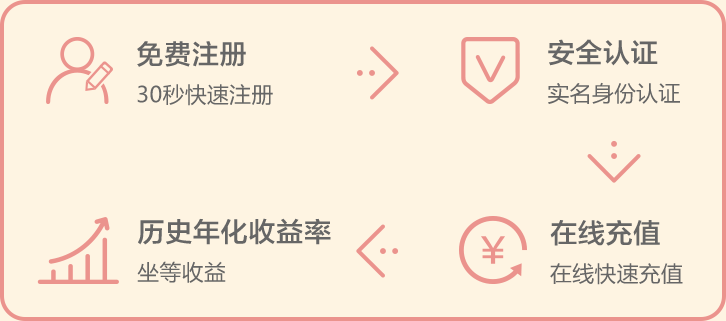 免费注册
30秒快速注册
安全认证
实名身份认证
在线充值
在线快速充值
历史年化收益率
坐等收益